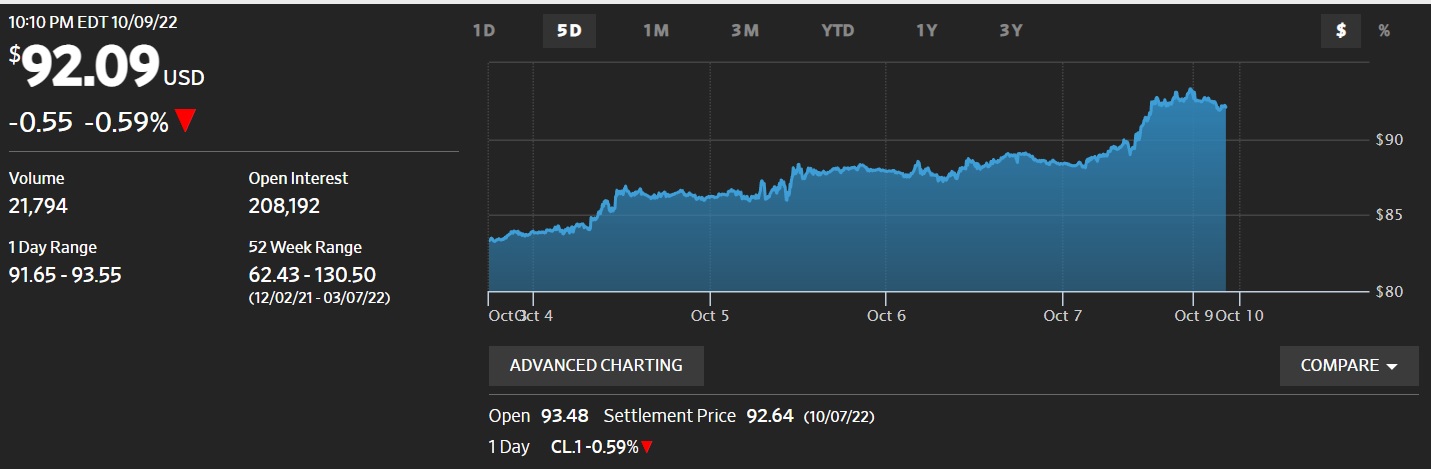 10:10 PM EDT 10/09/22
$92.09 USD
-0.55 -0.59%
Volume
21,794
Open Interest
208,192
1 Day Range
91.65 - 93.55
52 Week Range
62.43 - 130.50
(12/02/21 - 03/07/22)
1D 5D 1M 3M YTD 1Y 3Y $ %
$90
$85
$80
Oct 3 Oct 4 Oct 5 Oct 6 Oct 7 Oct 9 Oct 10
ADVANCED CHARTING
COMPARE
Open 93.48 Settlement Price 92.64 (10/07/22)
1 Day CL.1 -0.59%